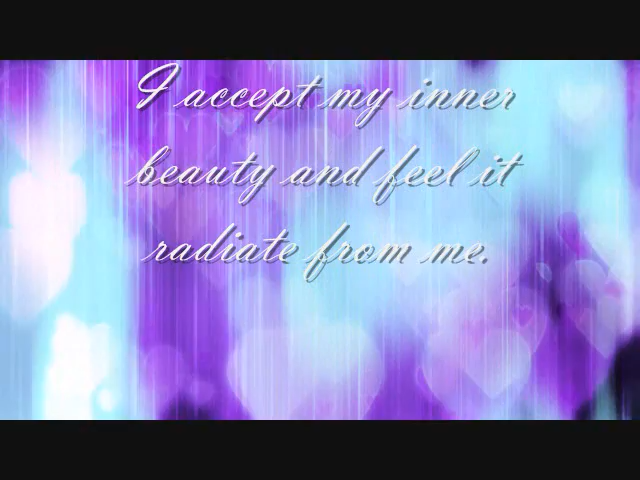 I accept my inner
beauty and feel it
radiate from me.